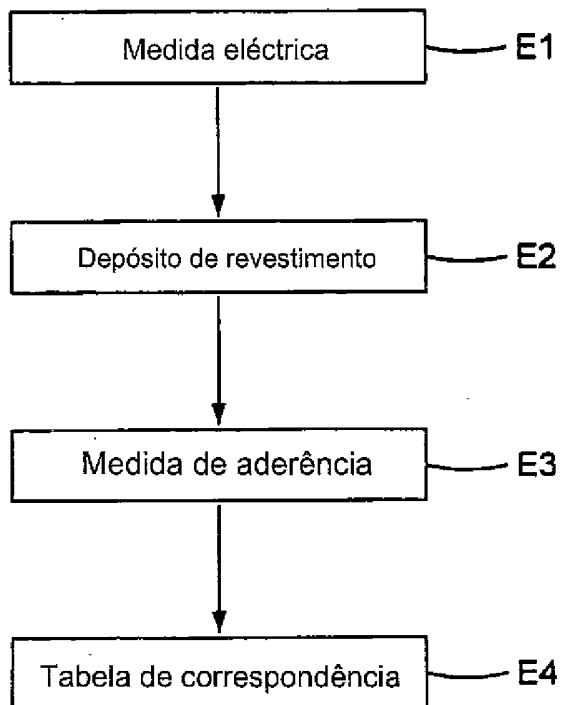 Medida eléctrica E1
Depósito de revestimento E2
Medida de aderência E3
Tabela de correspondência E4